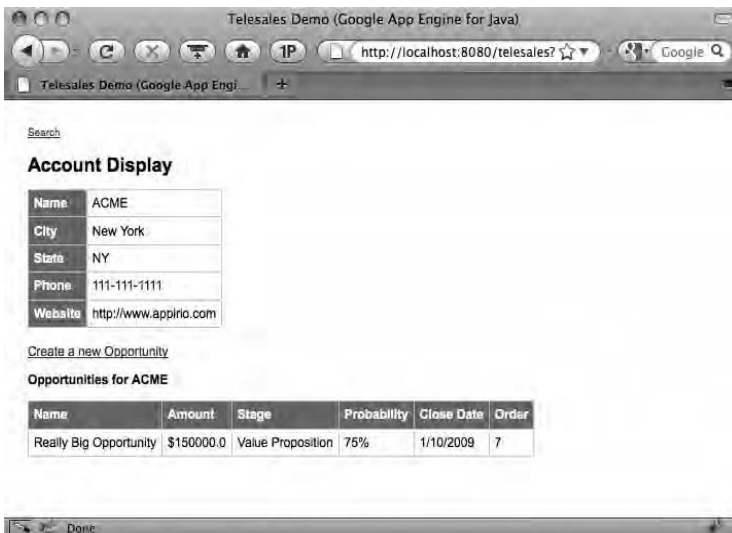 Telesales Demo (Google App Engine for Java)
1P http://localhost:8080/telesales? Google
Telesales Demo (Google App Engi... +
Search
Account Display
Name ACME
City New York
State NY
Phone 111-111-1111
Website http://www.appirio.com
Create a new Opportunity
Opportunities for ACME
Name Amount Stage Probability Close Date Order
Really Big Opportunity $150000.0 Value Proposition 75% 1/10/2009 7
Done